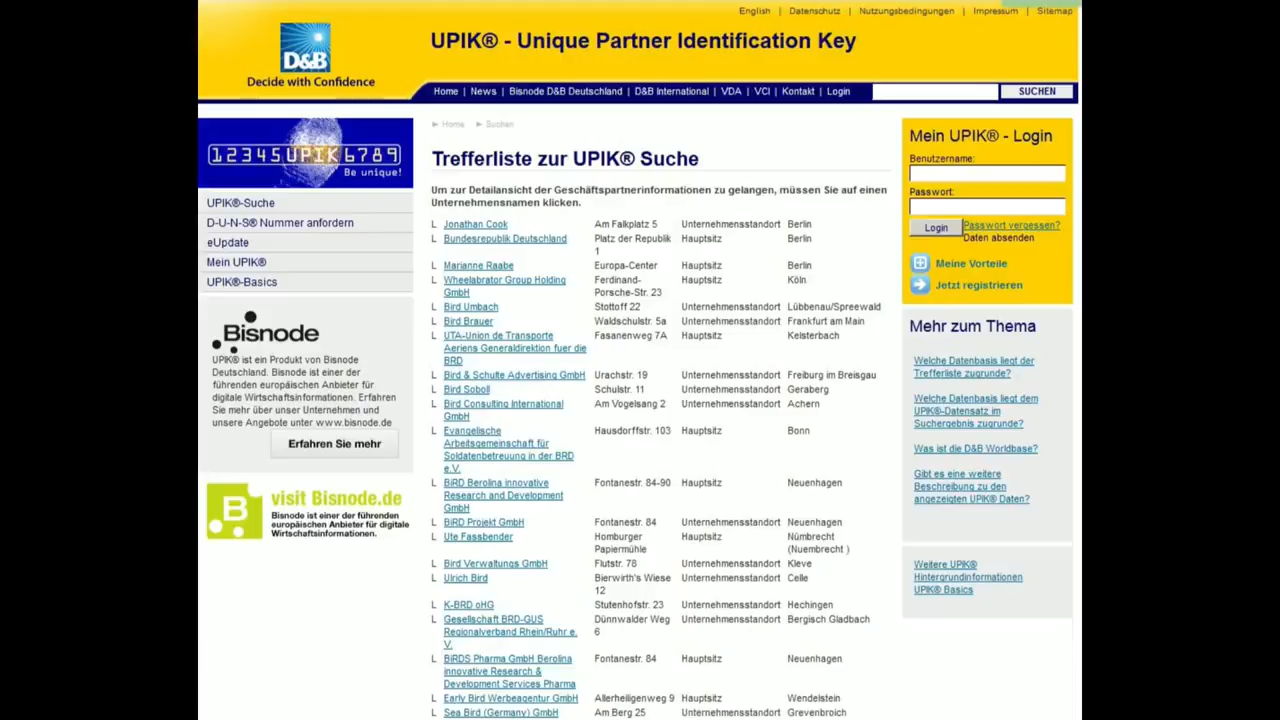 English | Datenschutz | Nutzungsbedingungen | Impressum | Sitemap
D&B
Decide with Confidence
UPIK® - Unique Partner Identification Key
Home | News | Bisnode D&B Deutschland | D&B International | VDA | VCI | Kontakt | Login
SUCHEN
12345UPIK6789
Be unique!
UPIK®-Suche
D-U-N-S® Nummer anfordern
eUpdate
Mein UPIK®
UPIK®-Basics
Bisnode
UPIK® ist ein Produkt von Bisnode
Deutschland. Bisnode ist einer der
führenden europäischen Anbieter für
digitale Wirtschaftsinformationen. Erfahren
Sie mehr über unser Unternehmen und
unsere Angebote unter www.bisnode.de
Erfahren Sie mehr
B
visit Bisnode.de
Bisnode ist einer der führenden
europäischen Anbieter für digitale
Wirtschaftsinformationen.
Home Suchen
Trefferliste zur UPIK® Suche
Um zur Detailansicht der Geschäftspartnerinformationen zu gelangen, müssen Sie auf einen
Unternehmensnamen klicken.
L Jonathan Cook Am Falkplatz 5 Unternehmensstandort Berlin
L Bundesrepublik Deutschland Platz der Republik Hauptsitz Berlin
1
L Marianne Raabe Europa-Center Hauptsitz Berlin
L Wheelabrator Group Holding Ferdinand- Hauptsitz Köln
GmbH Porsche-Str. 23
L Bird Umbach Stottoff 22 Unternehmensstandort Lübbenau/Spreewald
L Bird Brauer Waldschulstr. 5a Unternehmensstandort Frankfurt am Main
L UTA-Union de Transporte Fasanenweg 7A Hauptsitz Kelsterbach
Aeriens Generaldirektion fuer die
BRD
L Bird & Schulte Advertising GmbH Urachstr. 19 Unternehmensstandort Freiburg im Breisgau
L Bird Soboll Schulstr. 11 Unternehmensstandort Geraberg
L Bird Consulting International Am Vogelsang 2 Unternehmensstandort Achern
GmbH
L Evangelische Hausdorffstr. 103 Hauptsitz Bonn
Arbeitsgemeinschaft für
Soldatenbetreuung in der BRD
e.V.
L BiRD Berolina innovative Fontanestr. 84-90 Hauptsitz Neuenhagen
Research and Development
GmbH
L BiRD Projekt GmbH Fontanestr. 84 Unternehmensstandort Neuenhagen
L Ute Fassbender Homburger Hauptsitz Nümbrecht
Papiermühle (Nuembrecht )
L Bird Verwaltungs GmbH Flutstr. 78 Unternehmensstandort Kleve
L Ulrich Bird Bierwirth's Wiese Unternehmensstandort Celle
12
L K-BRD oHG Stutenhofstr. 23 Unternehmensstandort Hechingen
L Gesellschaft BRD-GUS Dünnwalder Weg Unternehmensstandort Bergisch Gladbach
Regionalverband Rhein/Ruhr e. 6
V.
L BiRDS Pharma GmbH Berolina Fontanestr. 84 Hauptsitz Neuenhagen
innovative Research &
Development Services Pharma
L Early Bird Werbeagentur GmbH Allerheiligenweg 9 Hauptsitz Wendelstein
L Sea Bird (Germany) GmbH Am Berg 25 Unternehmensstandort Grevenbroich
Mein UPIK® - Login
Benutzername:
Passwort:
Login Passwort vergessen?
Daten absenden
Meine Vorteile
Jetzt registrieren
Mehr zum Thema
Welche Datenbasis liegt der
Trefferliste zugrunde?
Welche Datenbasis liegt dem
UPIK®-Datensatz im
Suchergebnis zugrunde?
Was ist die D&B Worldbase?
Gibt es eine weitere
Beschreibung zu den
angezeigten UPIK® Daten?
Weitere UPIK®
Hintergrundinformationen
UPIK® Basics